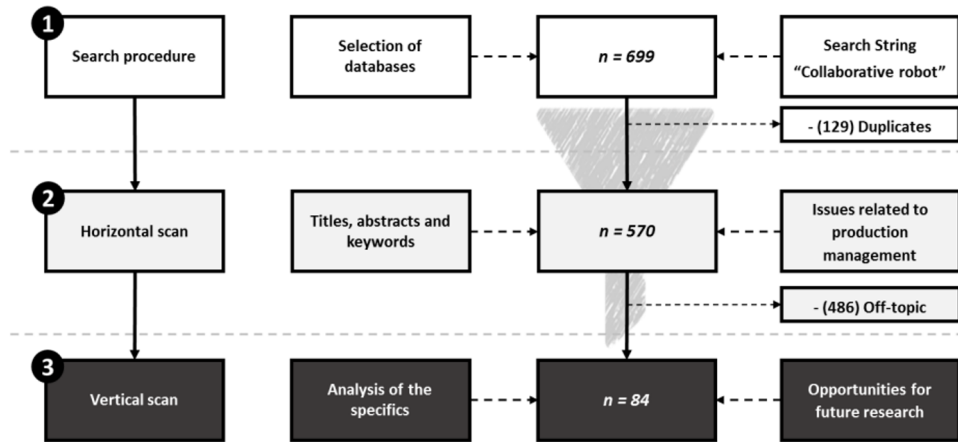 1
Search procedure
Selection of
databases
n = 699
Search String
“Collaborative robot”
- (129) Duplicates
2
Horizontal scan
Titles, abstracts and
keywords
n = 570
Issues related to
production
management
- (486) Off-topic
3
Vertical scan
Analysis of the
specifics
n = 84
Opportunities for
future research